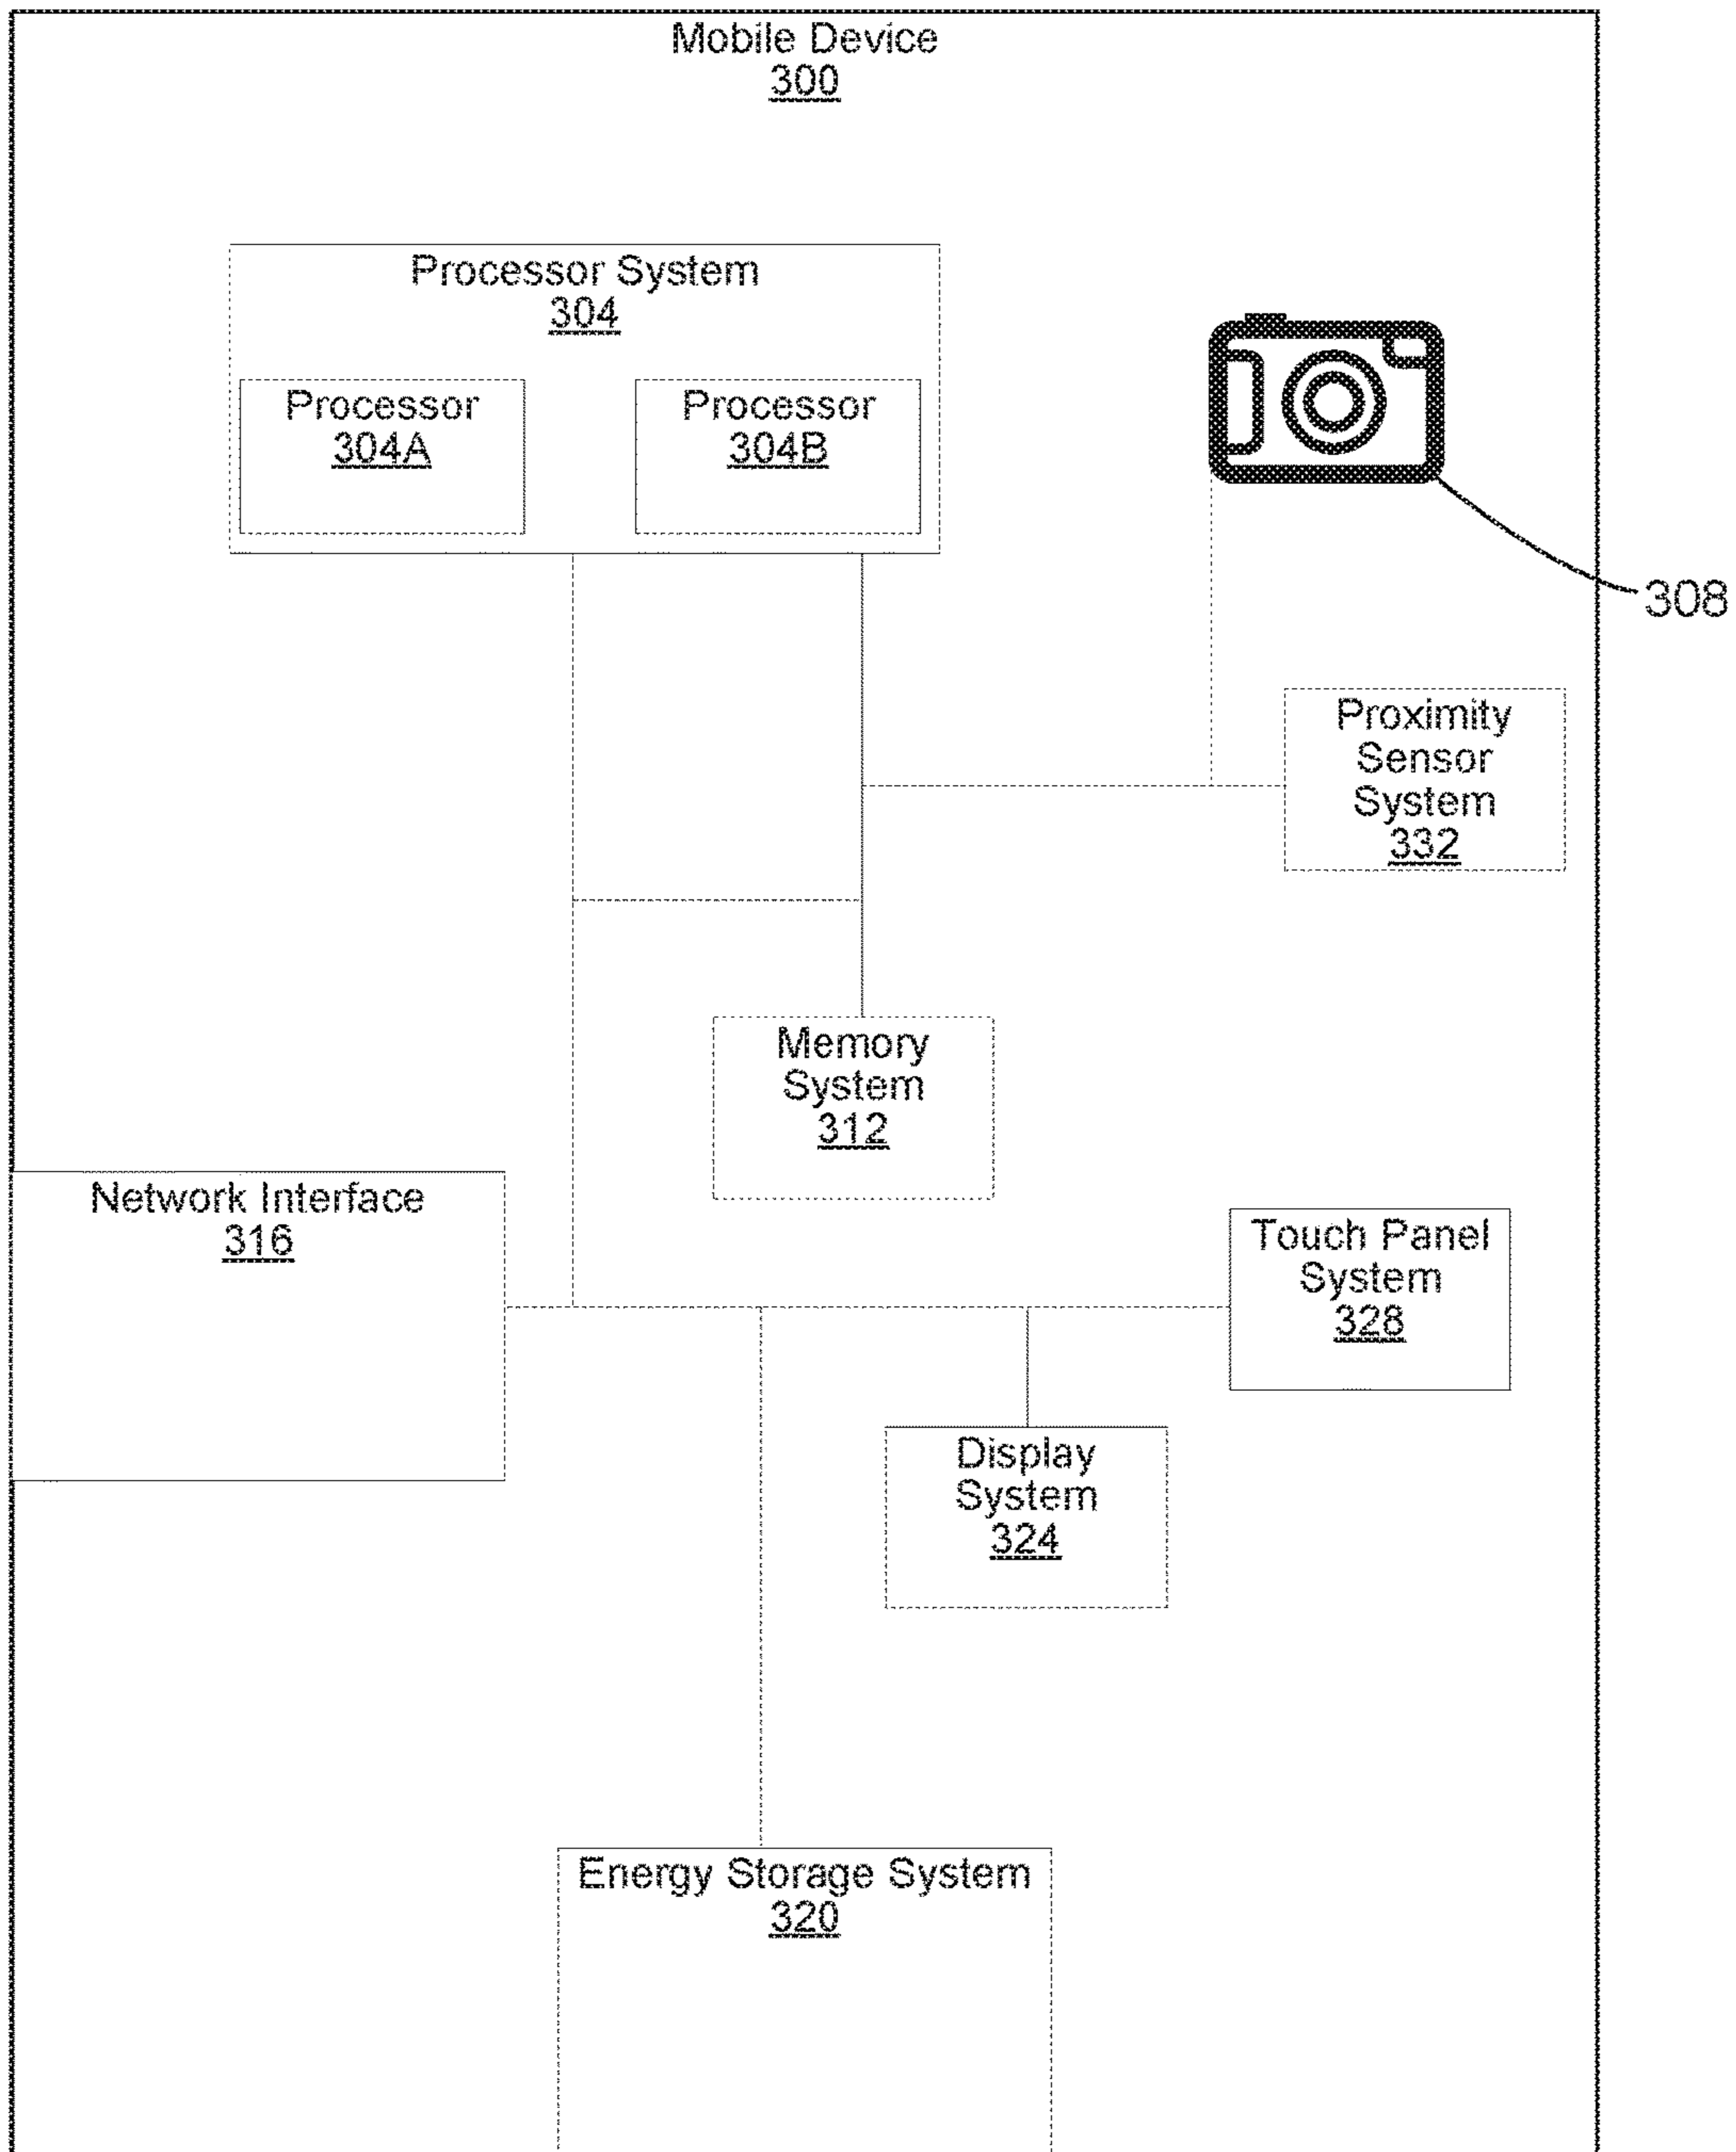 Mobile Device
300
Processor System
304
Processor
304A
Processor
304B
308
Proximity
Sensor
System
332
Memory
System
312
Network Interface
316
Touch Panel
System
328
Display
System
324
Energy Storage System
320